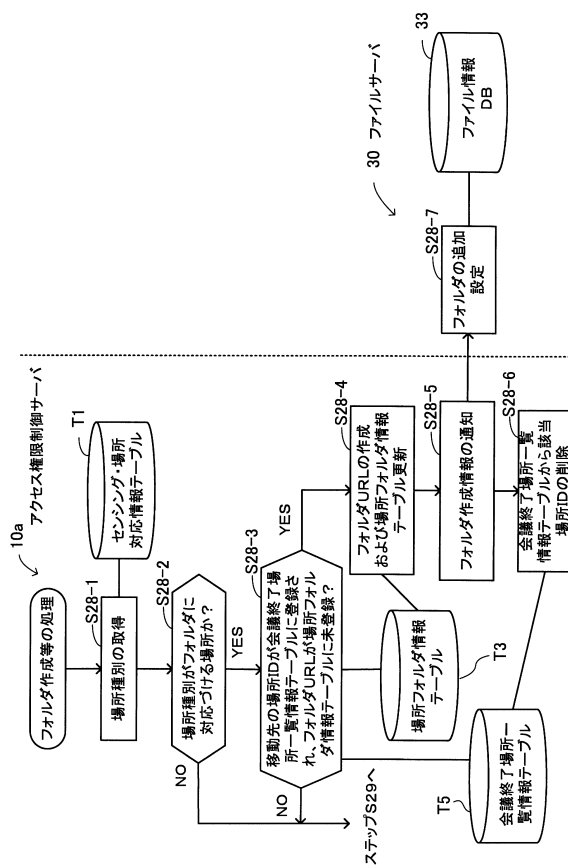 10a
アクセス権限制御サーバ
フォルダ作成等の処理
S28-1
場所種別の取得
T1
センシング・場所
対応情報テーブル
S28-2
場所種別がフォルダに
対応づける場所か？
NO
YES
S28-3
移動先の場所IDが会議終了場
所一覧情報テーブルに登録さ
れ、フォルダURLが場所フォル
ダ情報テーブルに未登録？
NO
YES
ステップS29へ
S28-4
フォルダURLの作成
および場所フォルダ情報
テーブル更新
場所フォルダ情報
テーブル
T3
S28-5
フォルダ作成情報の通知
S28-6
会議終了場所一覧
情報テーブルから該当
場所IDの削除
T5
会議終了場所一
覧情報テーブル
30
ファイルサーバ
S28-7
フォルダの追加
設定
33
ファイル情報
DB